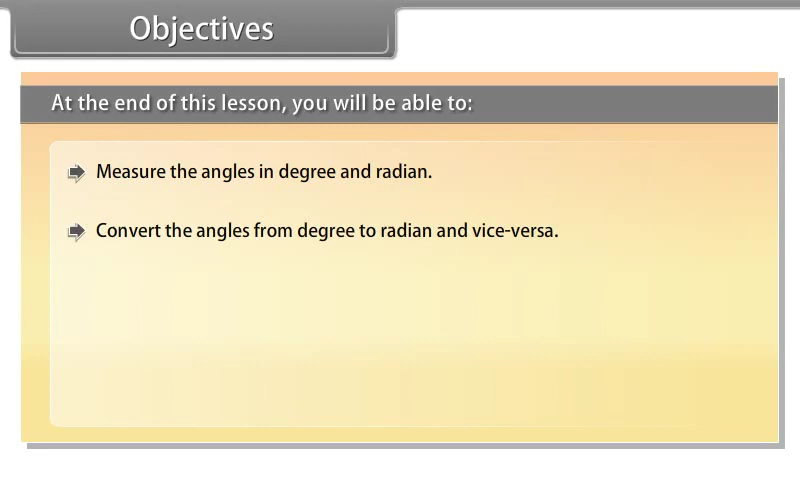 Objectives
At the end of this lesson, you will be able to:
Measure the angles in degree and radian.
Convert the angles from degree to radian and vice-versa.